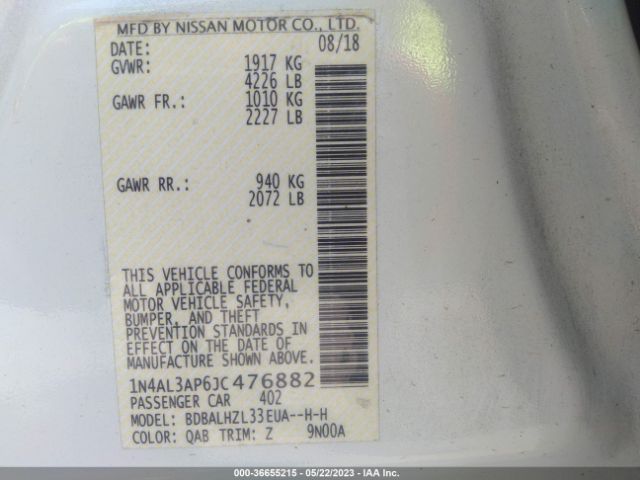 MFD BY NISSAN MOTOR CO., LTD.
DATE: 08/18
GVWR: 1917 KG
4226 LB
GAWR FR.: 1010 KG
2227 LB
GAWR RR.: 940 KG
2072 LB
THIS VEHICLE CONFORMS TO
ALL APPLICABLE FEDERAL
MOTOR VEHICLE SAFETY,
BUMPER, AND THEFT
PREVENTION STANDARDS IN
EFFECT ON THE DATE OF
MANUFACTURE SHOWN ABOVE.
1N4AL3AP6JC476882
PASSENGER CAR 402
MODEL: BDBALHZL33EUA--H-H
COLOR: QAB TRIM: Z 9N00A
000-36655215 - 05/22/2023 - IAA Inc.